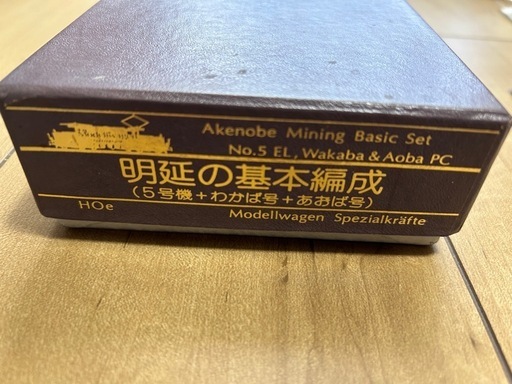 Modellwagen
Akenobe Mining Basic Set
No.5 EL, Wakaba & Aoba PC
明延の基本編成
(5号機+わかば号+あおば号)
HOe
Modellwagen Spezialkräfte